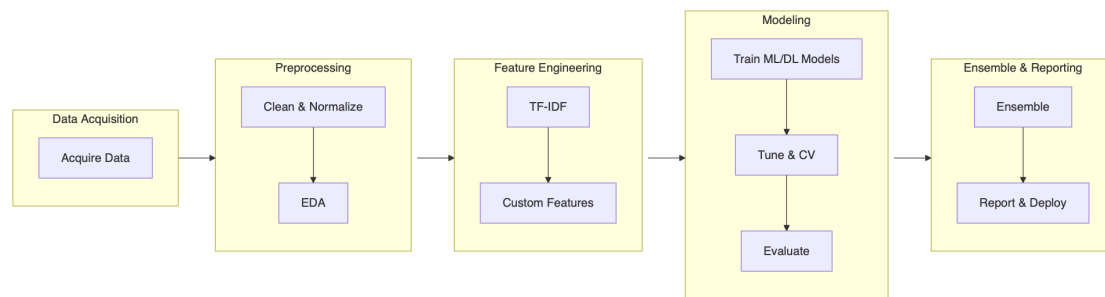 Data Acquisition
Acquire Data
Preprocessing
Clean & Normalize
EDA
Feature Engineering
TF-IDF
Custom Features
Modeling
Train ML/DL Models
Tune & CV
Evaluate
Ensemble & Reporting
Ensemble
Report & Deploy